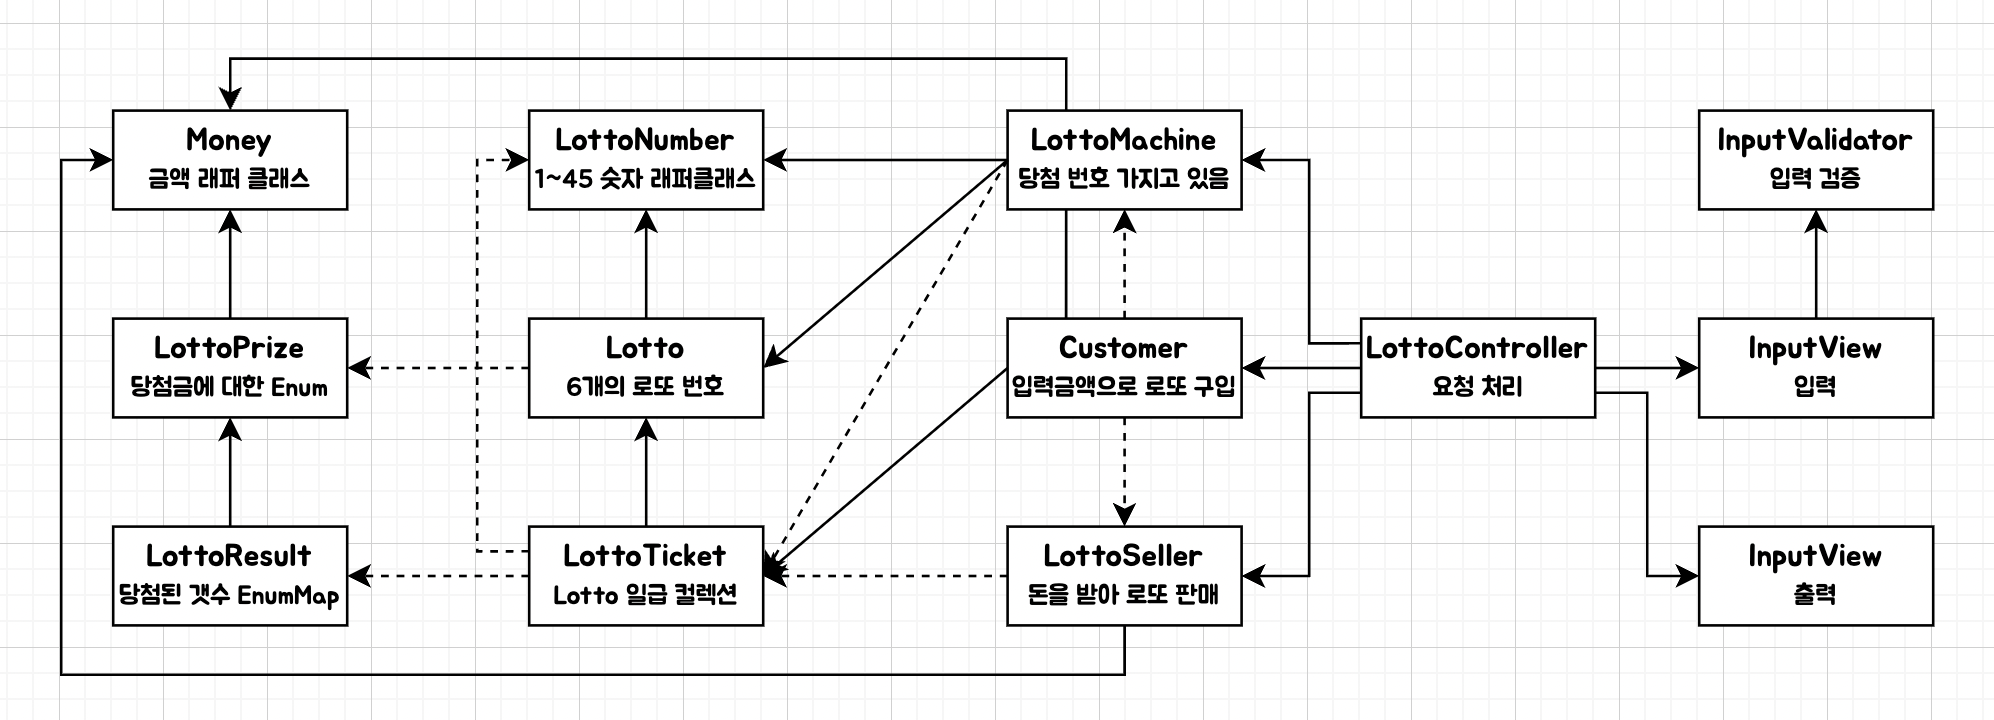 Money
금액 래퍼 클래스
LottoNumber
1~45 숫자 래퍼클래스
LottoMachine
당첨 번호 가지고 있음
InputValidator
입력 검증
LottoPrize
당첨금에 대한 Enum
Lotto
6개의 로또 번호
Customer
입력금액으로 로또 구입
LottoController
요청 처리
InputView
입력
LottoResult
당첨된 갯수 EnumMap
LottoTicket
Lotto 일급 컬렉션
LottoSeller
돈을 받아 로또 판매
InputView
출력